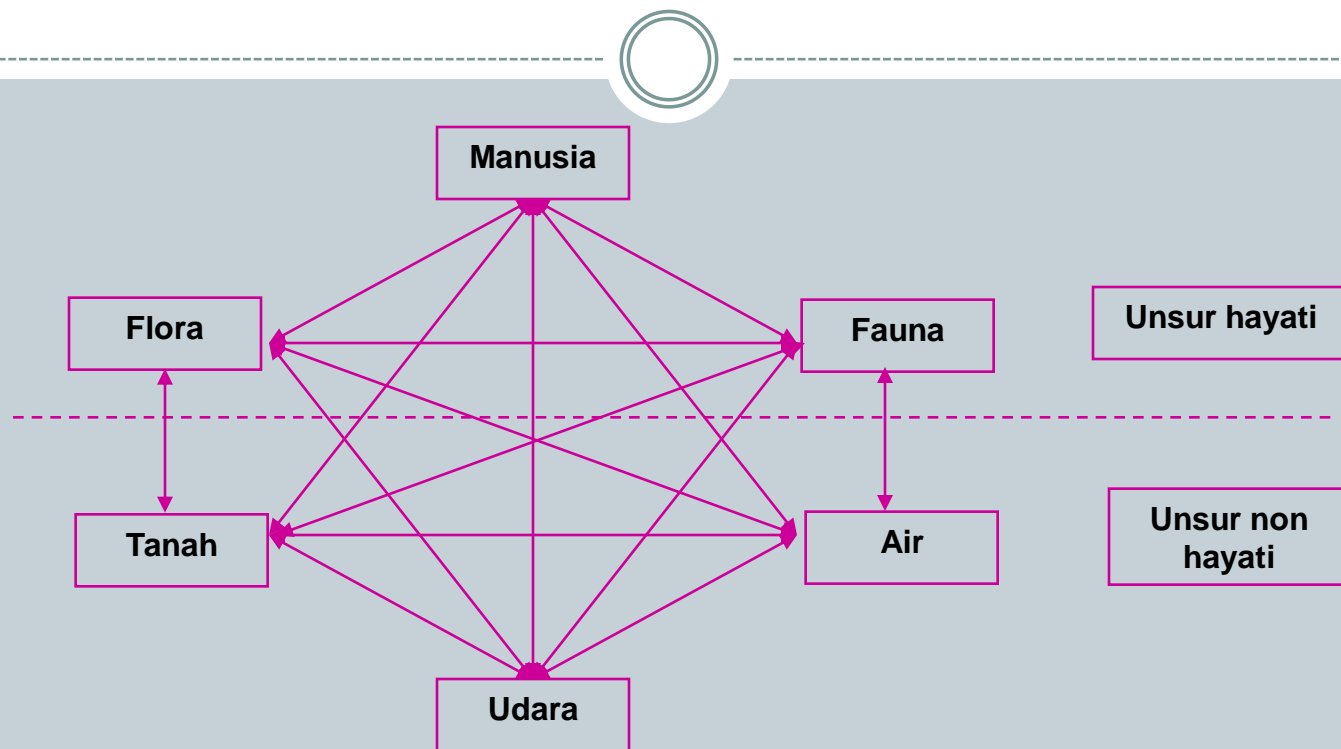 Manusia
Flora
Fauna
Unsur hayati
Tanah
Air
Unsur non
hayati
Udara